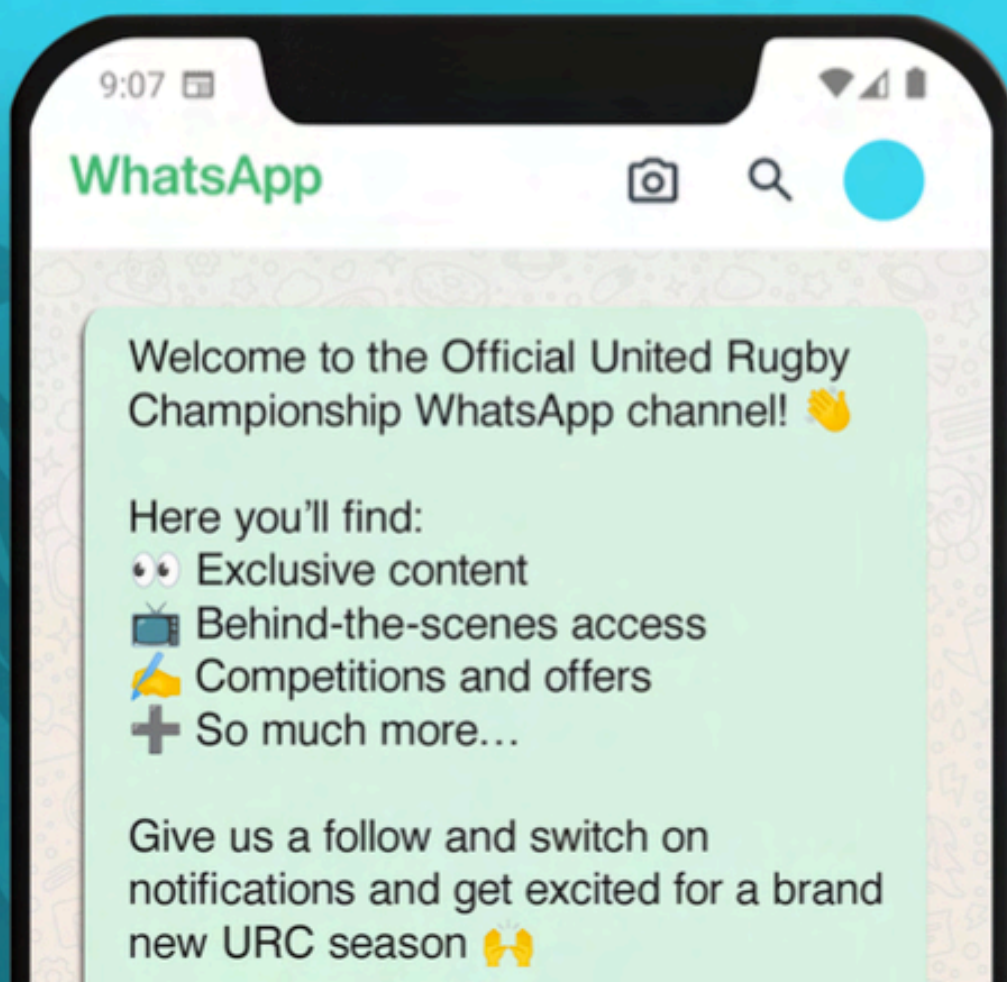 9:07
WhatsApp
Welcome to the Official United Rugby
Championship WhatsApp channel! 👋
Here you'll find:
👀 Exclusive content
📺 Behind-the-scenes access
✍️ Competitions and offers
➕ So much more...
Give us a follow and switch on
notifications and get excited for a brand
new URC season 🙌